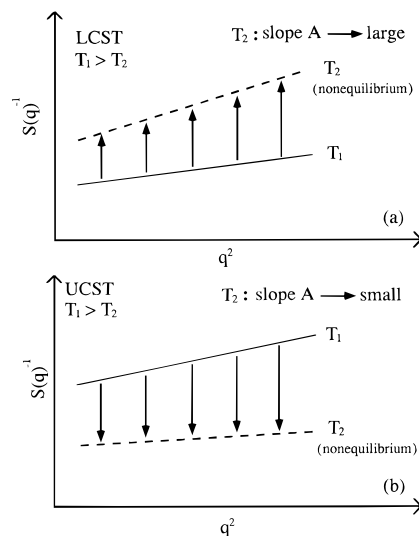 LCST
T₁ > T₂
T₂ : slope A → large
T₂
(nonequilibrium)
T₁
S(q)⁻¹
(a)
q²
UCST
T₁ > T₂
T₂ : slope A → small
T₁
S(q)⁻¹
T₂
(nonequilibrium)
(b)
q²